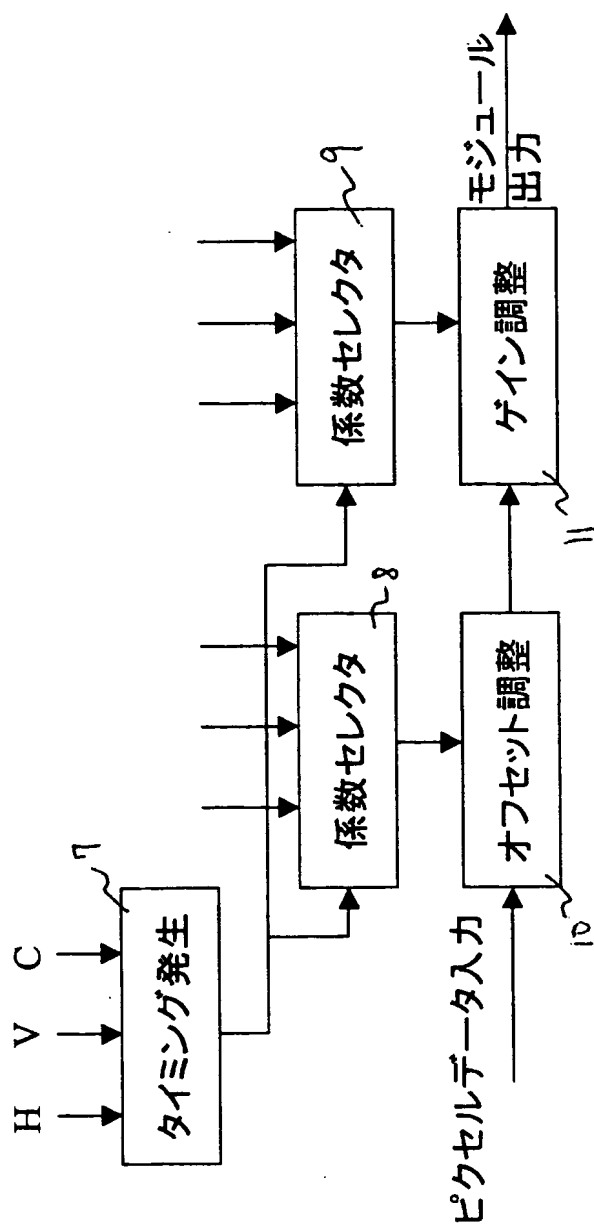 H
V
C
7
タイミング発生
係数セレクタ
8
係数セレクタ
9
ピクセルデータ入力
オフセット調整
10
ゲイン調整
11
モジュール
出力